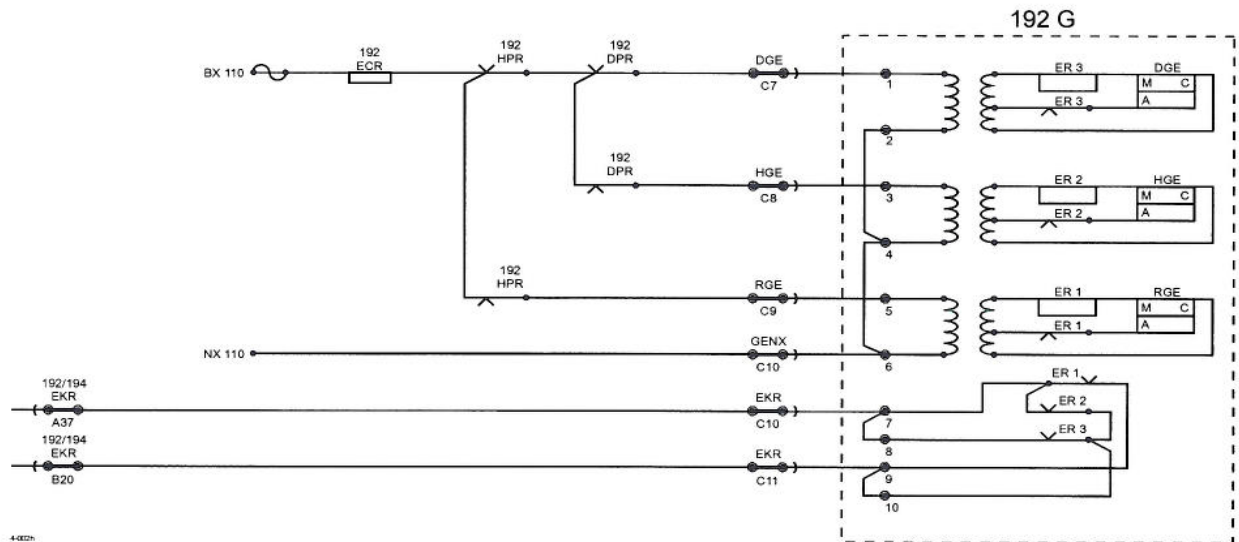 192 G
BX 110
192
ECR
192
HPR
192
DPR
DGE
C7
1
2
ER 3
ER 3
DGE
M C
A
192
DPR
HGE
C8
3
4
ER 2
ER 2
HGE
M C
A
192
HPR
RGE
C9
5
6
ER 1
ER 1
RGE
M C
A
NX 110
GENX
C10
192/194
EKR
A37
EKR
C10
7
8
ER 1
ER 2
ER 3
192/194
EKR
B20
EKR
C11
9
10
4-002h